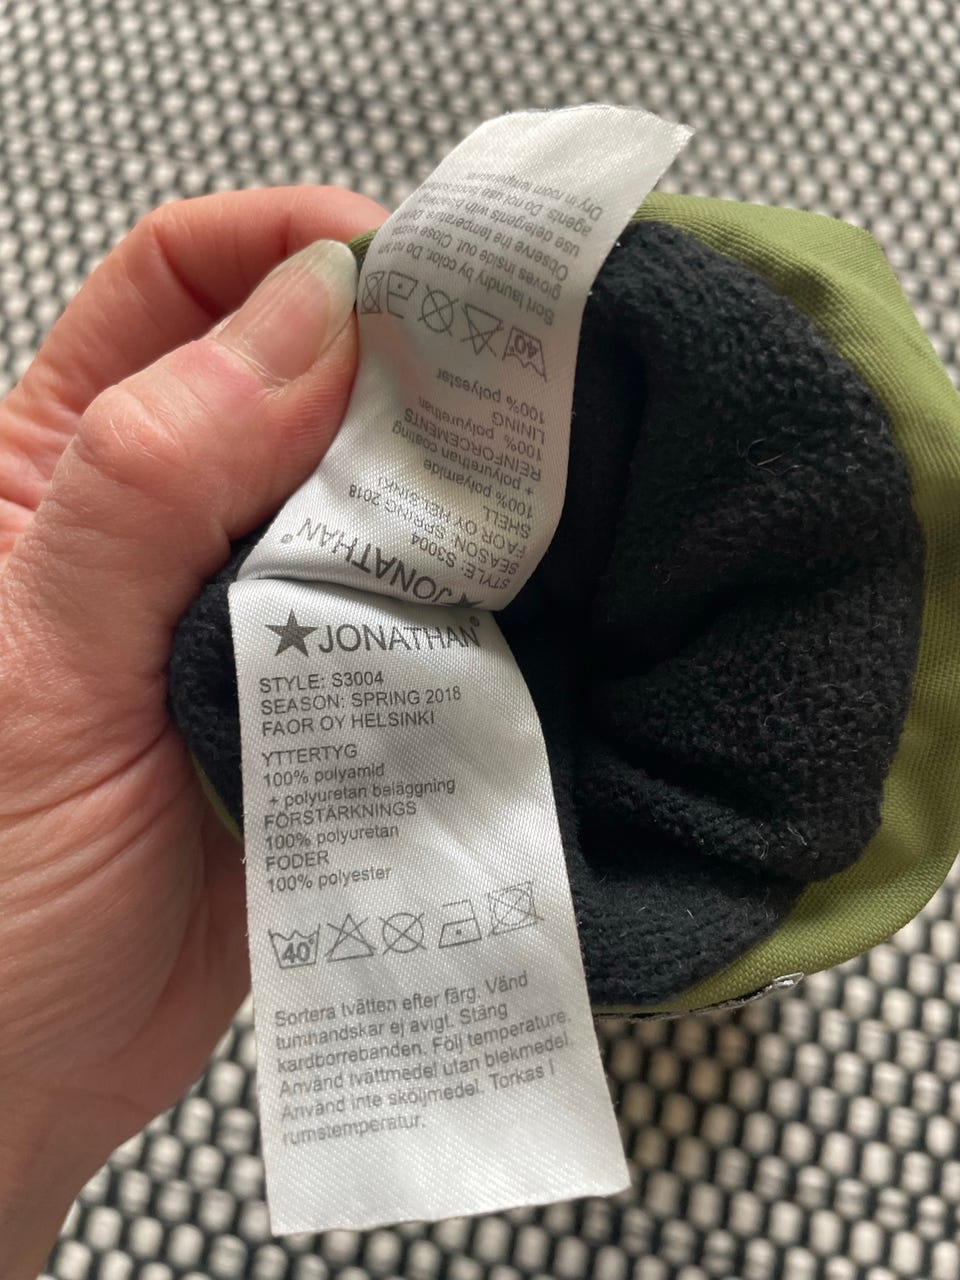 Dry in room temperature.
agents. Do not use
use detergents with bleaching
Observe the temperature.
gloves inside out. Close
Sort laundry by color. Do not turn
40°
100% polyester
LINING
100% polyurethan
REINFORCEMENTS
+ polyurethan coating
100% polyamide
SHELL
FAOR OY HELSINKI
SEASON: SPRING 2018
STYLE: S3004
JONATHAN®
JONATHAN®
STYLE: S3004
SEASON: SPRING 2018
FAOR OY HELSINKI
YTTERTYG
100% polyamid
+ polyuretan beläggning
FÖRSTÄRKNINGS
100% polyuretan
FODER
100% polyester
40°
Sortera tvätten efter färg. Vänd
tumhandskar ej avigt. Stäng
kardborrebanden. Följ temperature.
Använd tvättmedel utan blekmedel.
Använd inte sköljmedel. Torkas i
rumstemperatur.